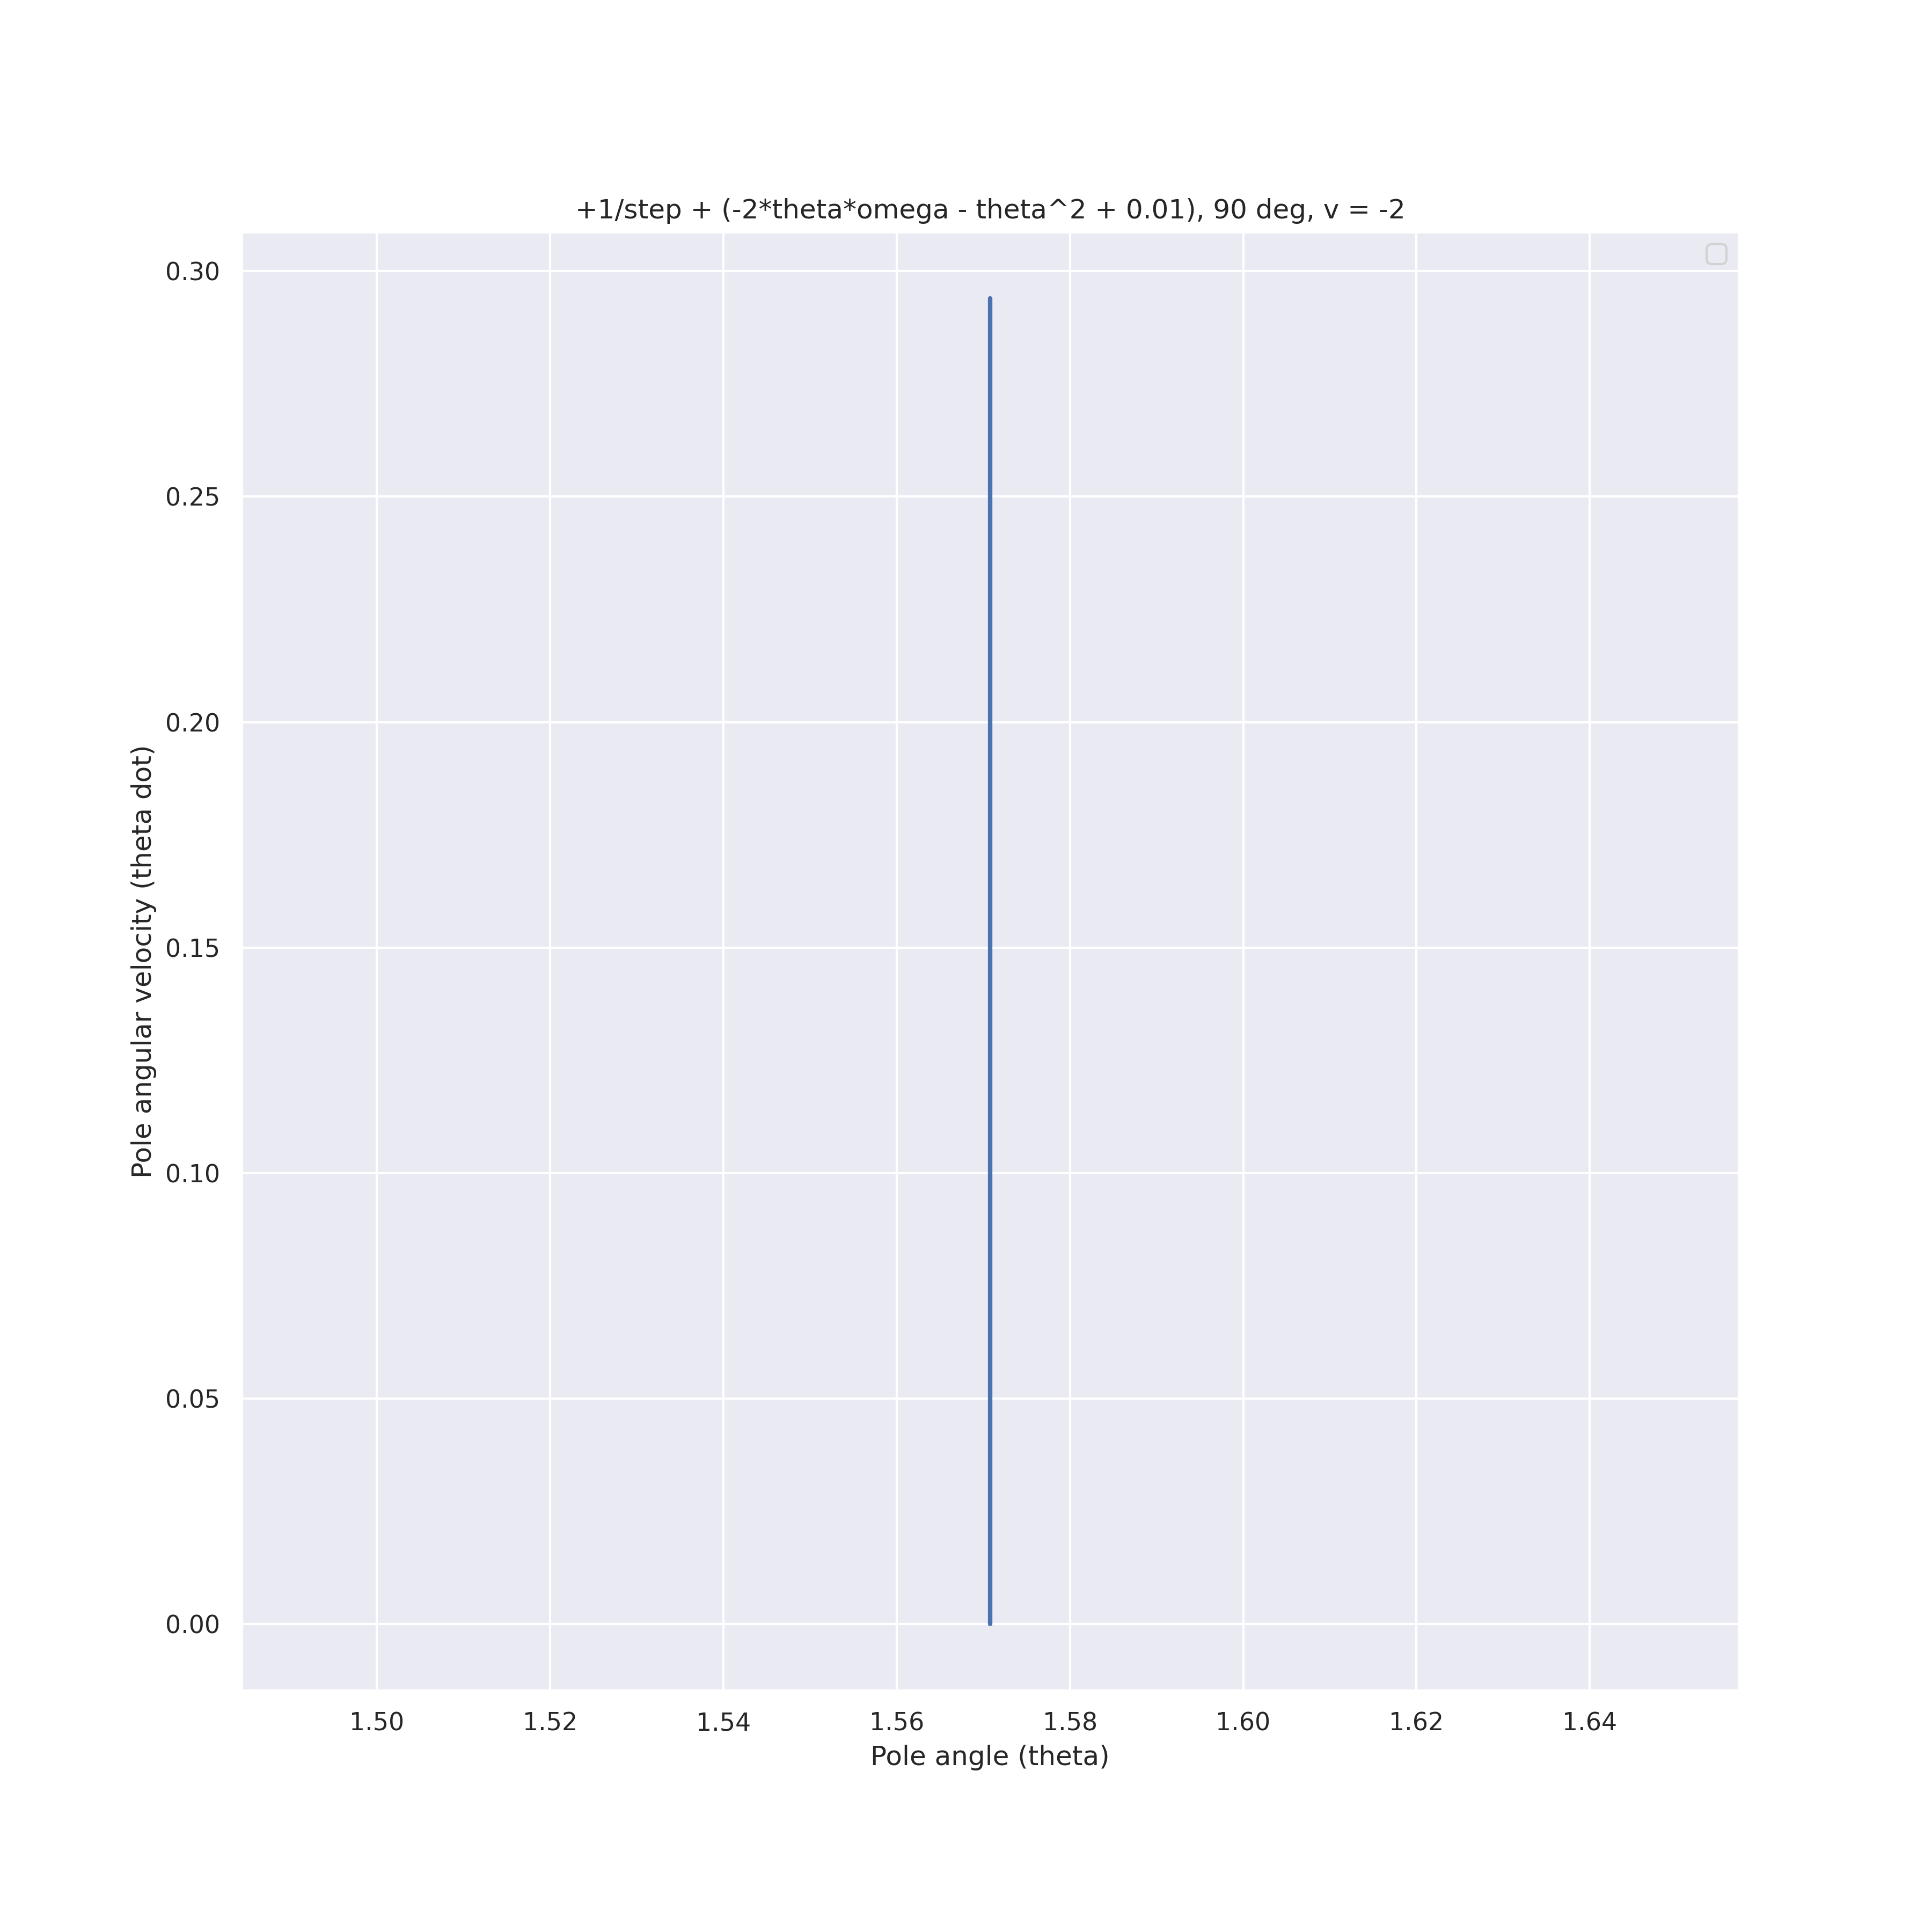 +1/step + (-2*theta*omega - theta^2 + 0.01), 90 deg, v = -2
0.30
0.25
0.20
0.15
0.10
0.05
0.00
Pole angular velocity (theta dot)
1.50 1.52 1.54 1.56 1.58 1.60 1.62 1.64
Pole angle (theta)